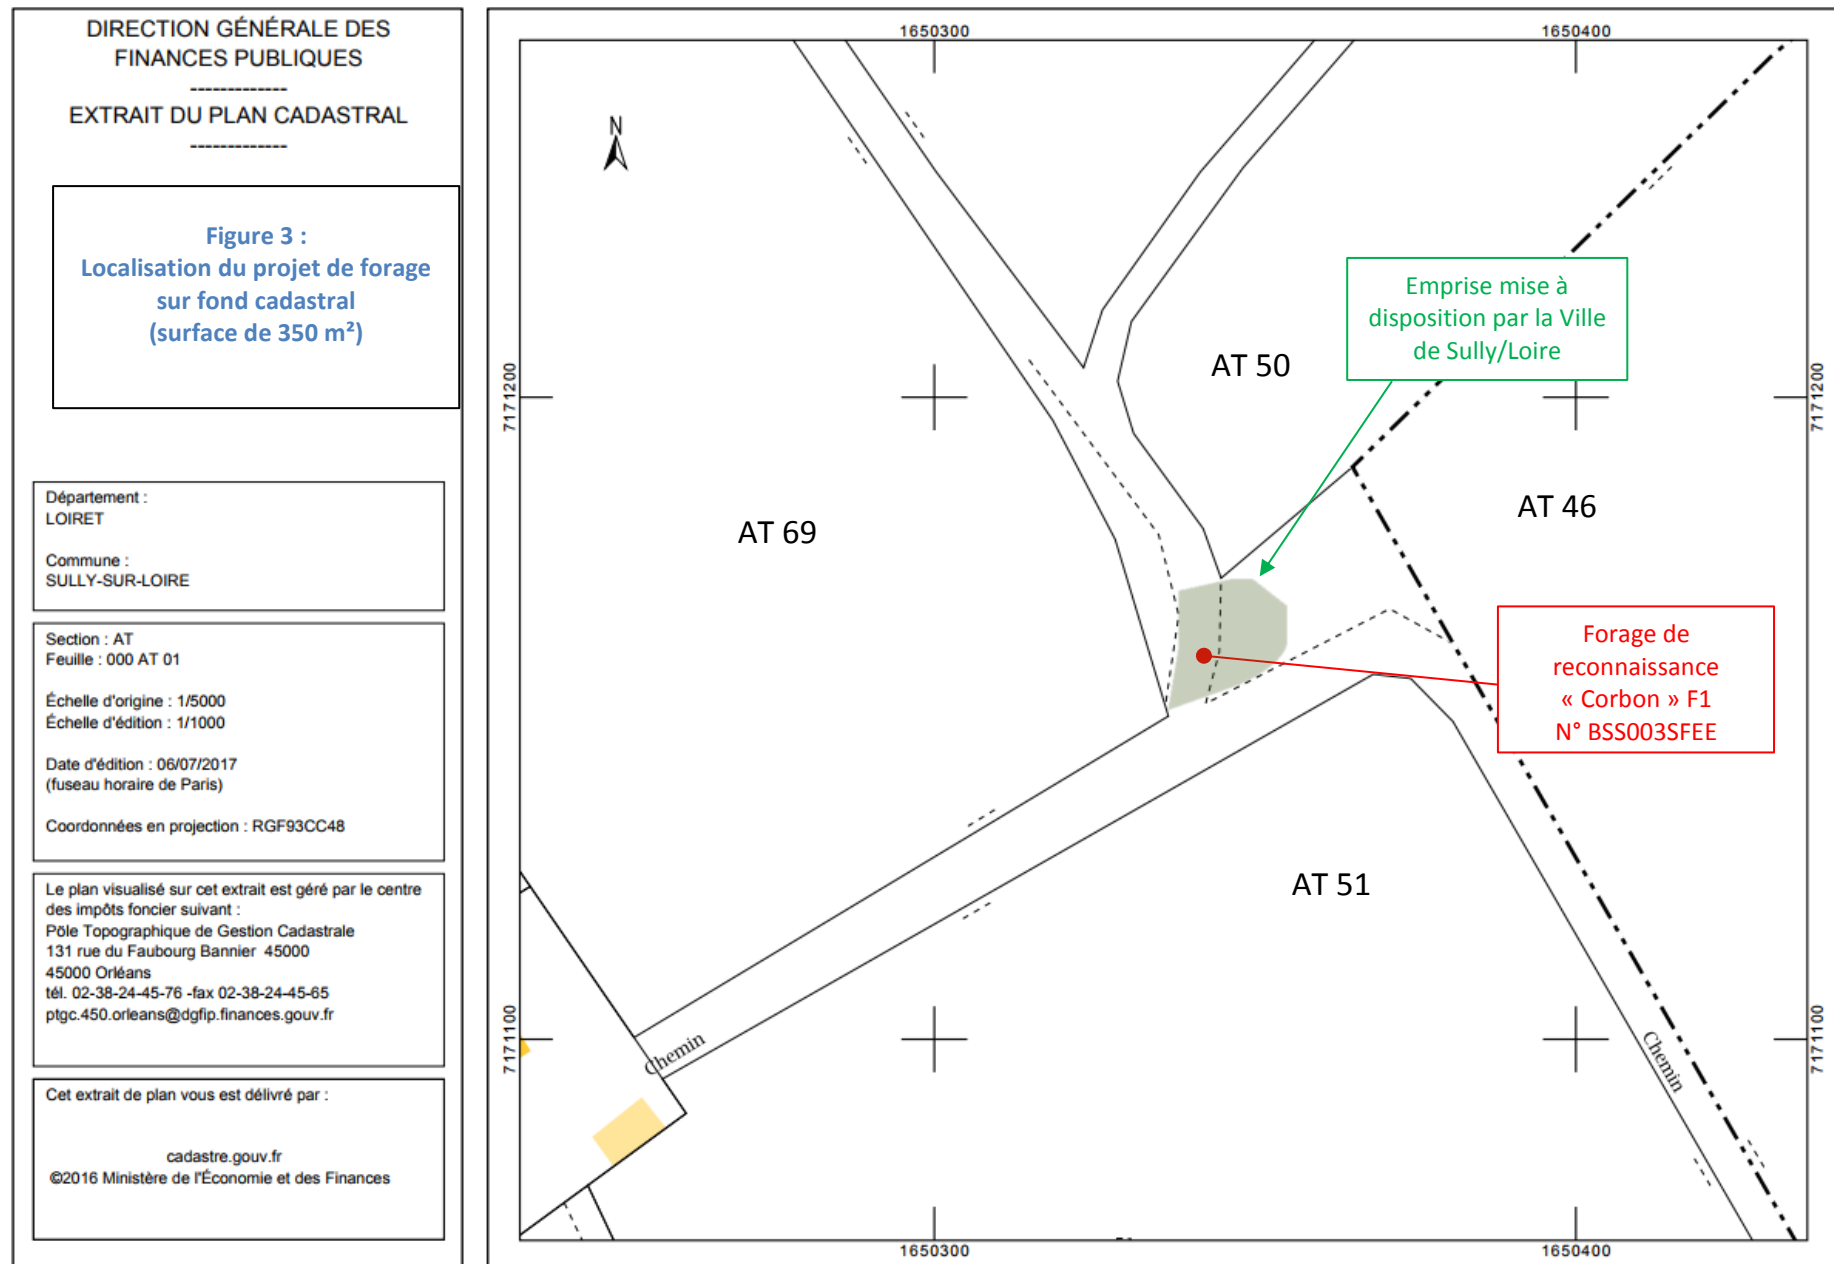 DIRECTION GÉNÉRALE DES
FINANCES PUBLIQUES
-------------
EXTRAIT DU PLAN CADASTRAL
-------------
Figure 3 :
Localisation du projet de forage
sur fond cadastral
(surface de 350 m²)
Département :
LOIRET
Commune :
SULLY-SUR-LOIRE
Section : AT
Feuille : 000 AT 01
Échelle d'origine : 1/5000
Échelle d'édition : 1/1000
Date d'édition : 06/07/2017
(fuseau horaire de Paris)
Coordonnées en projection : RGF93CC48
Le plan visualisé sur cet extrait est géré par le centre
des impôts foncier suivant :
Pôle Topographique de Gestion Cadastrale
131 rue du Faubourg Bannier 45000
45000 Orléans
tél. 02-38-24-45-76 -fax 02-38-24-45-65
ptgc.450.orleans@dgfip.finances.gouv.fr
Cet extrait de plan vous est délivré par :
cadastre.gouv.fr
©2016 Ministère de l'Économie et des Finances
1650300
1650400
N
Emprise mise à
disposition par la Ville
de Sully/Loire
AT 50
7171200
7171200
AT 69
AT 46
Forage de
reconnaissance
« Corbon » F1
N° BSS003SFEE
AT 51
7171100
7171100
Chemin
Chemin
1650300
1650400